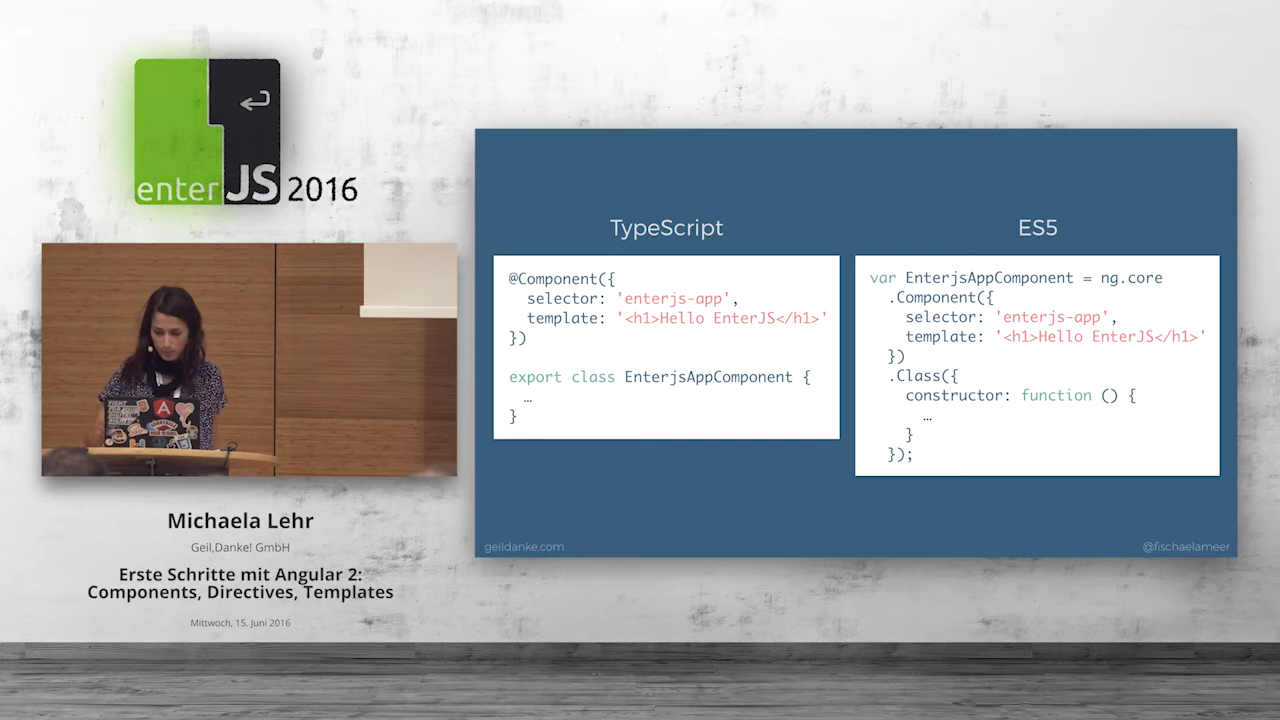 enterJS 2016
Michaela Lehr
Geil,Danke! GmbH
Erste Schritte mit Angular 2:
Components, Directives, Templates
Mittwoch, 15. Juni 2016
TypeScript
@Component({
  selector: 'enterjs-app',
  template: '<h1>Hello EnterJS</h1>'
})
export class EnterjsAppComponent {
  …
}
ES5
var EnterjsAppComponent = ng.core
  .Component({
    selector: 'enterjs-app',
    template: '<h1>Hello EnterJS</h1>'
  })
  .Class({
    constructor: function () {
      …
    }
  });
geildanke.com
@fischaelameer